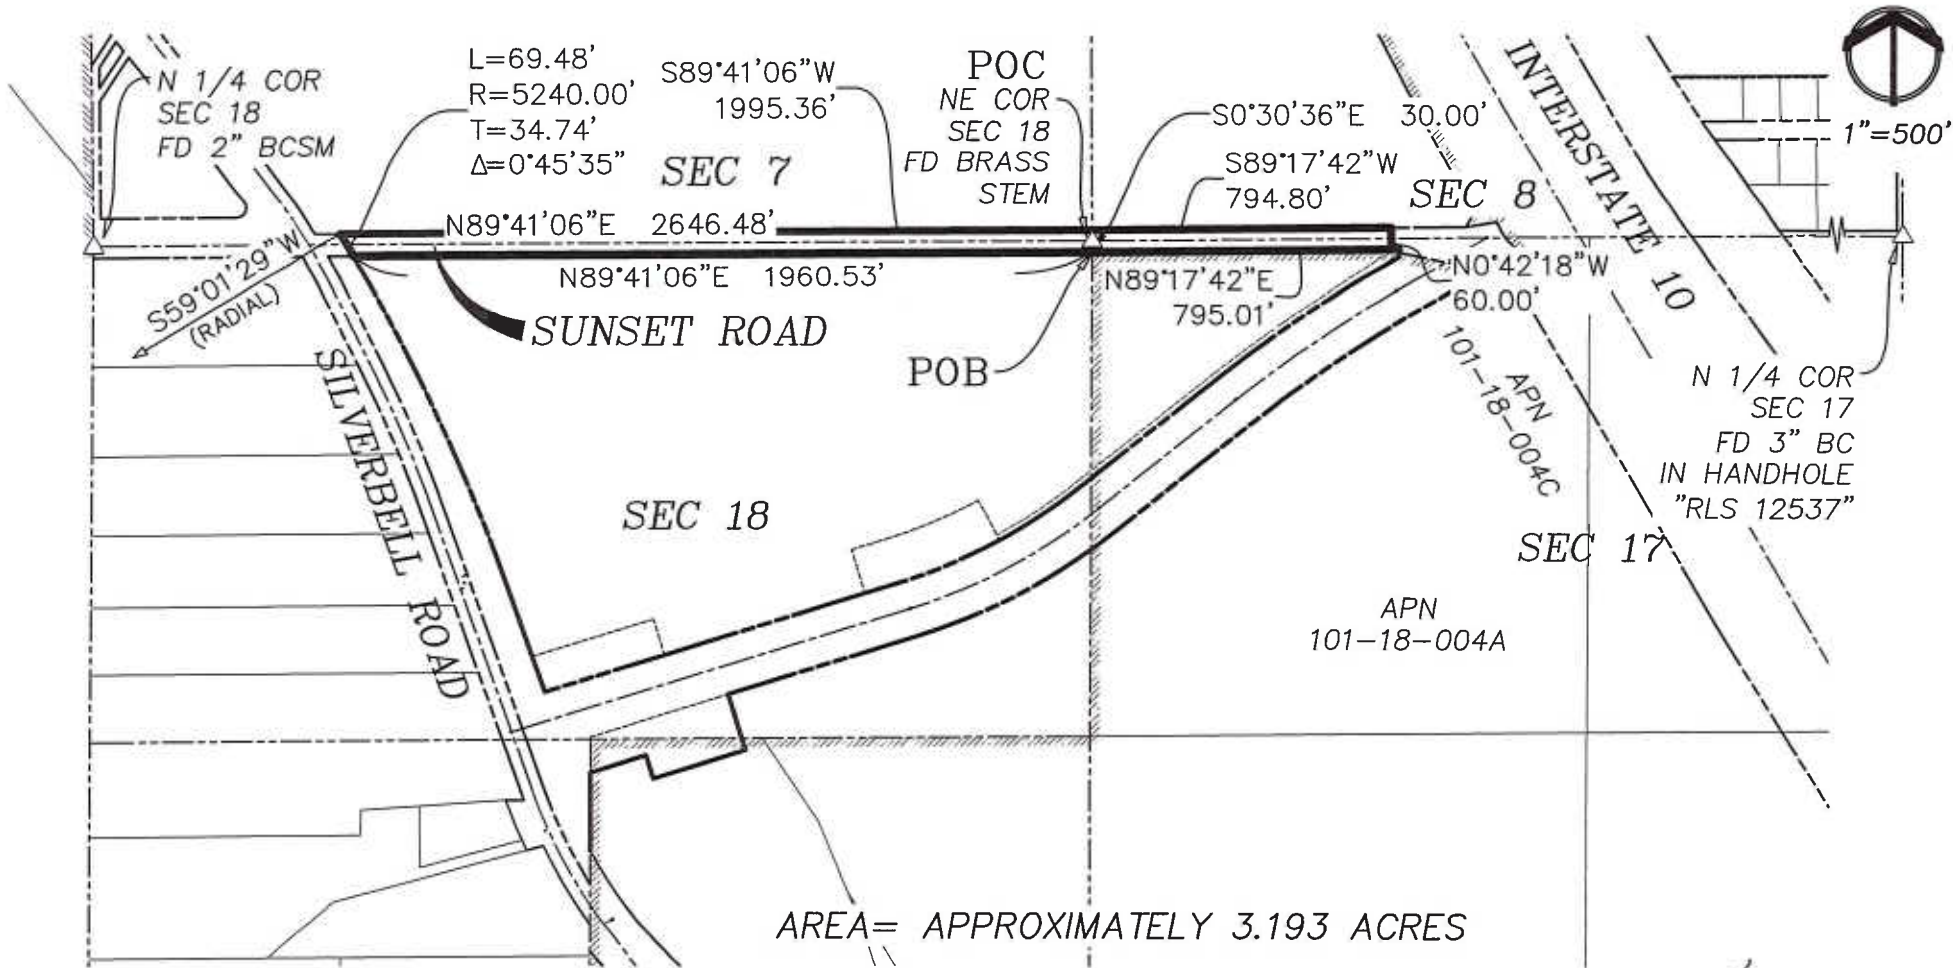 N 1/4 COR
SEC 18
FD 2" BCSM
L=69.48'
R=5240.00'
T=34.74'
Δ=0°45'35"
S89°41'06"W
1995.36'
SEC 7
POC
NE COR
SEC 18
FD BRASS
STEM
S0°30'36"E 30.00'
S89°17'42"W
794.80'
SEC 8
INTERSTATE 10
1"=500'
N89°41'06"E 2646.48'
S59°01'29"W
(RADIAL)
N89°41'06"E 1960.53'
N89°17'42"E
795.01'
N0°42'18"W
60.00'
SUNSET ROAD
POB
SILVERBELL ROAD
APN
101-18-004C
N 1/4 COR
SEC 17
FD 3" BC
IN HANDHOLE
"RLS 12537"
SEC 18
SEC 17
APN
101-18-004A
AREA= APPROXIMATELY 3.193 ACRES